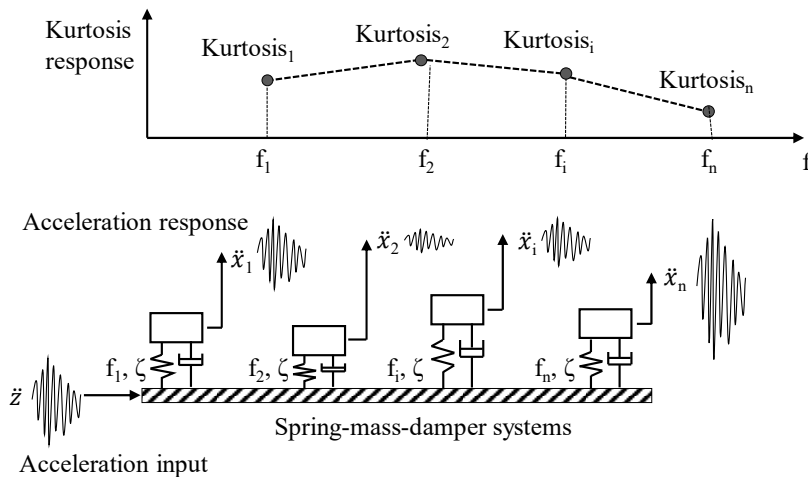 Kurtosis
response
Kurtosis₁
Kurtosis₂
Kurtosisᵢ
Kurtosisₙ
f₁ f₂ fᵢ fₙ f
Acceleration response
ẍ₁ ẍ₂ ẍᵢ ẍₙ
f₁, ζ f₂, ζ fᵢ, ζ fₙ, ζ
z̈
Spring-mass-damper systems
Acceleration input